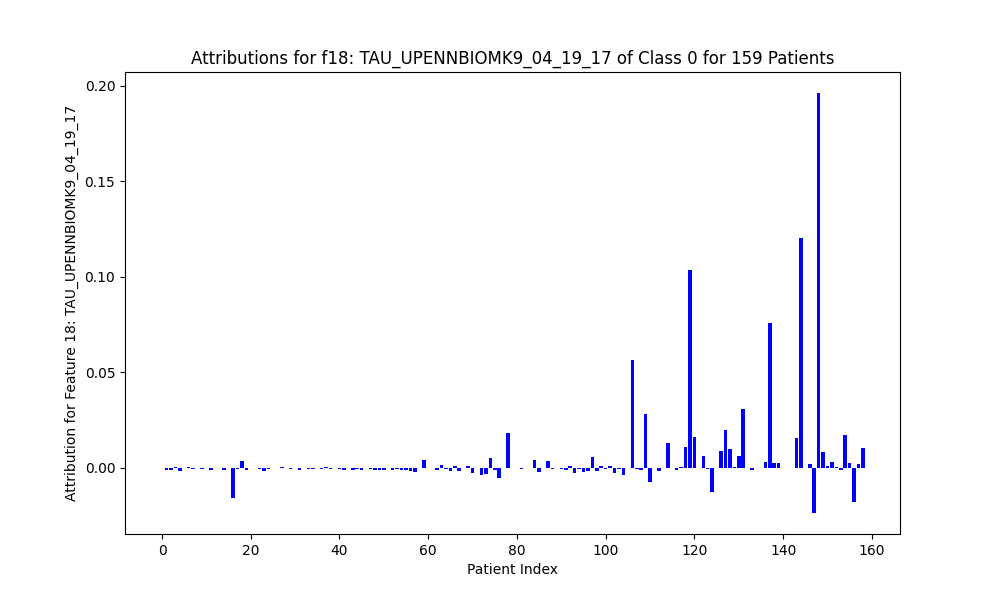 Attributions for f18: TAU_UPENNBIOMK9_04_19_17 of Class 0 for 159 Patients
Attribution for Feature 18: TAU_UPENNBIOMK9_04_19_17
0.20
0.15
0.10
0.05
0.00
0 20 40 60 80 100 120 140 160
Patient Index